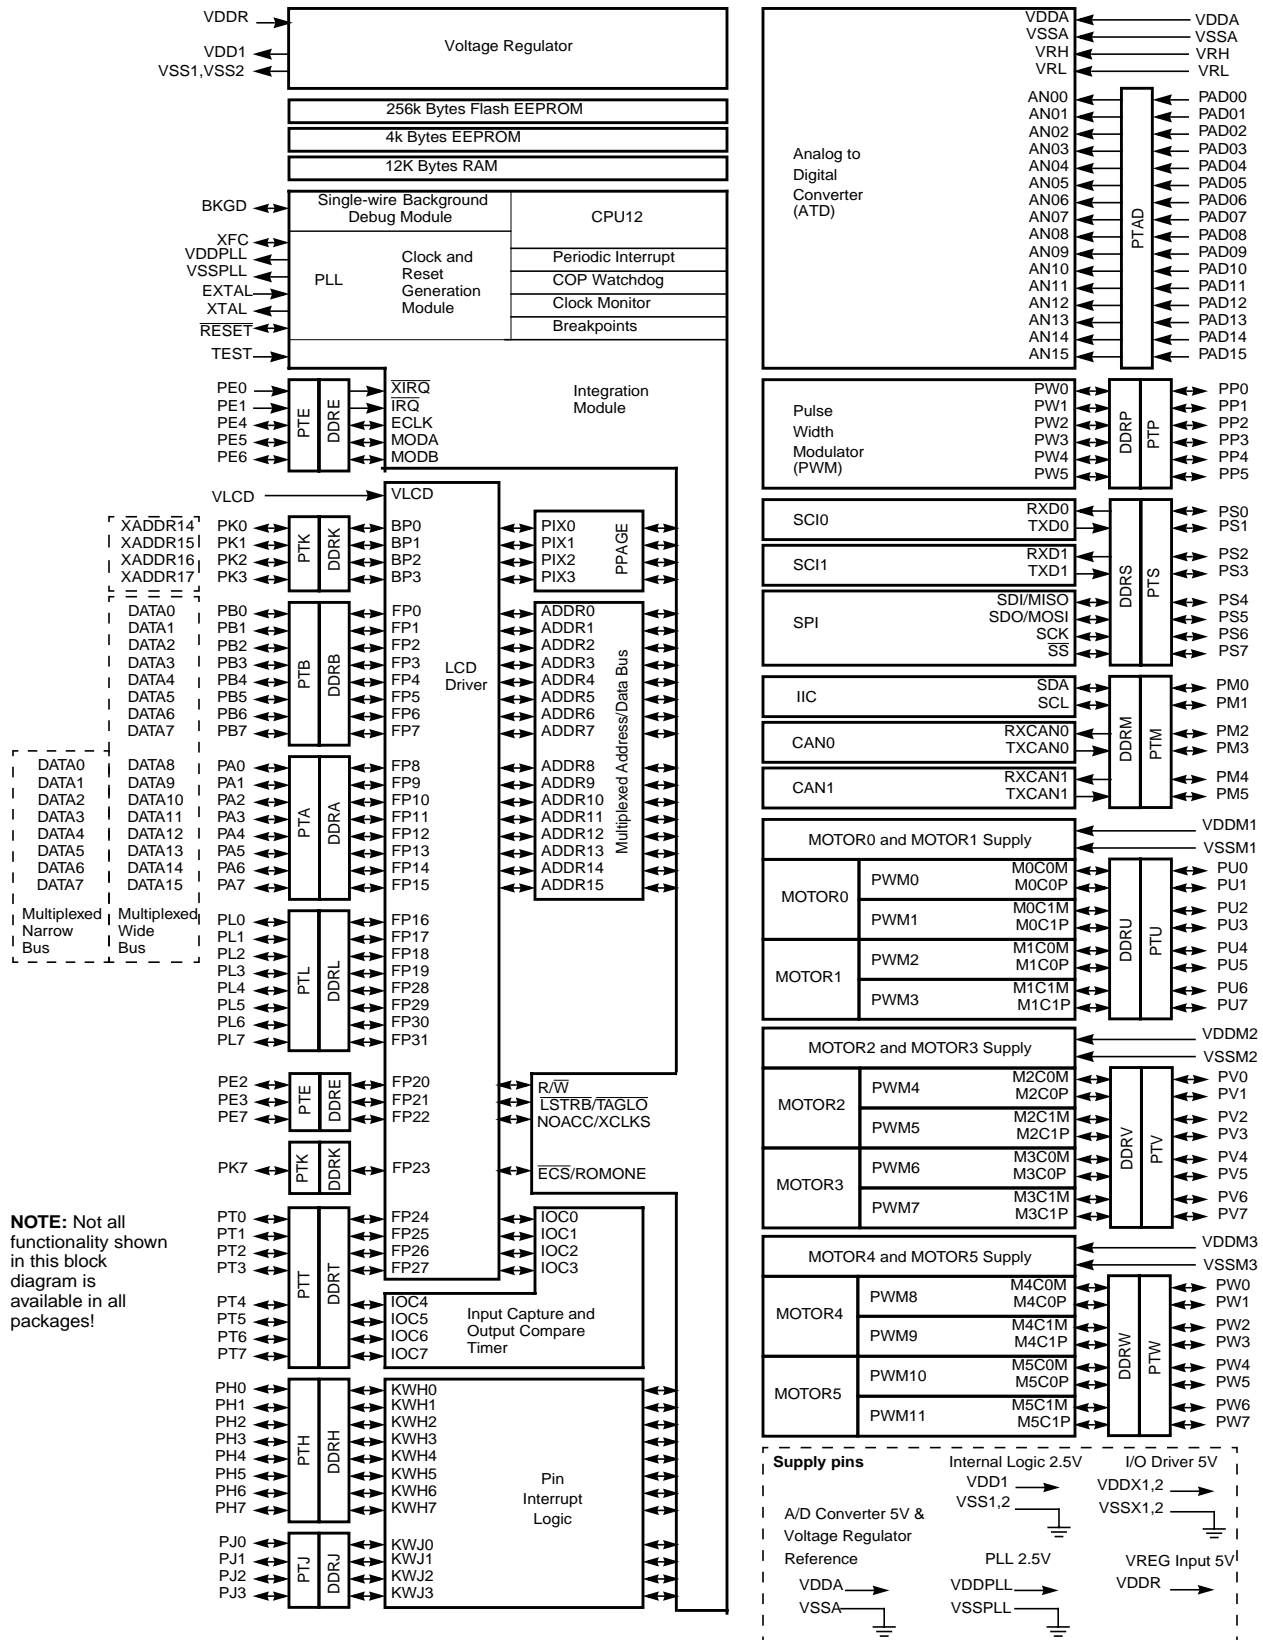 VDDR
VDD1
VSS1,VSS2
Voltage Regulator
256k Bytes Flash EEPROM
4k Bytes EEPROM
12K Bytes RAM
BKGD
XFC
VDDPLL
VSSPLL
EXTAL
XTAL
RESET
TEST
Single-wire Background
Debug Module
CPU12
PLL
Clock and
Reset
Generation
Module
Periodic Interrupt
COP Watchdog
Clock Monitor
Breakpoints
Integration
Module
PE0
PE1
PE4
PE5
PE6
PTE
DDRE
XIRQ
IRQ
ECLK
MODA
MODB
VLCD
VLCD
XADDR14
XADDR15
XADDR16
XADDR17
PK0
PK1
PK2
PK3
PTK
DDRK
BP0
BP1
BP2
BP3
PIX0
PIX1
PIX2
PIX3
PPAGE
DATA0
DATA1
DATA2
DATA3
DATA4
DATA5
DATA6
DATA7
PB0
PB1
PB2
PB3
PB4
PB5
PB6
PB7
PTB
DDRB
FP0
FP1
FP2
FP3
FP4
FP5
FP6
FP7
LCD
Driver
ADDR0
ADDR1
ADDR2
ADDR3
ADDR4
ADDR5
ADDR6
ADDR7
Multiplexed Address/Data Bus
DATA0
DATA1
DATA2
DATA3
DATA4
DATA5
DATA6
DATA7
Multiplexed
Narrow
Bus
DATA8
DATA9
DATA10
DATA11
DATA12
DATA13
DATA14
DATA15
Multiplexed
Wide
Bus
PA0
PA1
PA2
PA3
PA4
PA5
PA6
PA7
PTA
DDRA
FP8
FP9
FP10
FP11
FP12
FP13
FP14
FP15
ADDR8
ADDR9
ADDR10
ADDR11
ADDR12
ADDR13
ADDR14
ADDR15
PL0
PL1
PL2
PL3
PL4
PL5
PL6
PL7
PTL
DDRL
FP16
FP17
FP18
FP19
FP28
FP29
FP30
FP31
PE2
PE3
PE7
PTE
DDRE
FP20
FP21
FP22
R/W
LSTRB/TAGLO
NOACC/XCLKS
PK7
PTK
DDRK
FP23
ECS/ROMONE
NOTE: Not all
functionality shown
in this block
diagram is
available in all
packages!
PT0
PT1
PT2
PT3
PT4
PT5
PT6
PT7
PTT
DDRT
FP24
FP25
FP26
FP27
IOC0
IOC1
IOC2
IOC3
IOC4
IOC5
IOC6
IOC7
Input Capture and
Output Compare
Timer
PH0
PH1
PH2
PH3
PH4
PH5
PH6
PH7
PTH
DDRH
KWH0
KWH1
KWH2
KWH3
KWH4
KWH5
KWH6
KWH7
Pin
Interrupt
Logic
PJ0
PJ1
PJ2
PJ3
PTJ
DDRJ
KWJ0
KWJ1
KWJ2
KWJ3
Analog to
Digital
Converter
(ATD)
VDDA
VSSA
VRH
VRL
VDDA
VSSA
VRH
VRL
AN00
AN01
AN02
AN03
AN04
AN05
AN06
AN07
AN08
AN09
AN10
AN11
AN12
AN13
AN14
AN15
PTAD
PAD00
PAD01
PAD02
PAD03
PAD04
PAD05
PAD06
PAD07
PAD08
PAD09
PAD10
PAD11
PAD12
PAD13
PAD14
PAD15
Pulse
Width
Modulator
(PWM)
PW0
PW1
PW2
PW3
PW4
PW5
DDRP
PTP
PP0
PP1
PP2
PP3
PP4
PP5
SCI0
RXD0
TXD0
SCI1
RXD1
TXD1
SPI
SDI/MISO
SDO/MOSI
SCK
SS
DDRS
PTS
PS0
PS1
PS2
PS3
PS4
PS5
PS6
PS7
IIC
SDA
SCL
CAN0
RXCAN0
TXCAN0
CAN1
RXCAN1
TXCAN1
DDRM
PTM
PM0
PM1
PM2
PM3
PM4
PM5
MOTOR0 and MOTOR1 Supply
VDDM1
VSSM1
MOTOR0
PWM0
M0C0M
M0C0P
PWM1
M0C1M
M0C1P
MOTOR1
PWM2
M1C0M
M1C0P
PWM3
M1C1M
M1C1P
DDRU
PTU
PU0
PU1
PU2
PU3
PU4
PU5
PU6
PU7
MOTOR2 and MOTOR3 Supply
VDDM2
VSSM2
MOTOR2
PWM4
M2C0M
M2C0P
PWM5
M2C1M
M2C1P
MOTOR3
PWM6
M3C0M
M3C0P
PWM7
M3C1M
M3C1P
DDRV
PTV
PV0
PV1
PV2
PV3
PV4
PV5
PV6
PV7
MOTOR4 and MOTOR5 Supply
VDDM3
VSSM3
MOTOR4
PWM8
M4C0M
M4C0P
PWM9
M4C1M
M4C1P
MOTOR5
PWM10
M5C0M
M5C0P
PWM11
M5C1M
M5C1P
DDRW
PTW
PW0
PW1
PW2
PW3
PW4
PW5
PW6
PW7
Supply pins
Internal Logic 2.5V
VDD1
VSS1,2
I/O Driver 5V
VDDX1,2
VSSX1,2
A/D Converter 5V &
Voltage Regulator
Reference
VDDA
VSSA
PLL 2.5V
VDDPLL
VSSPLL
VREG Input 5V
VDDR